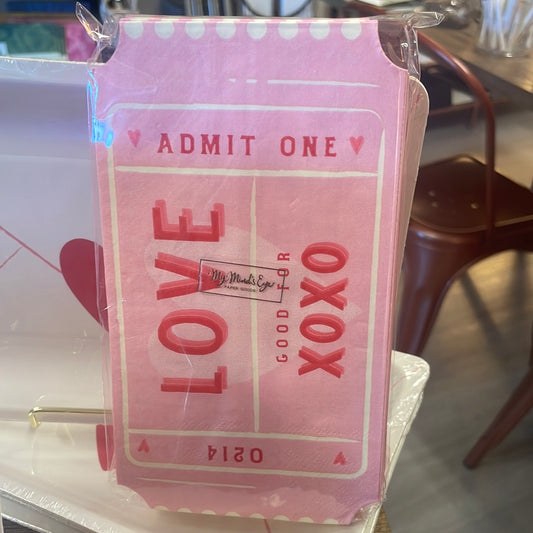 ADMIT ONE
LOVE
GOOD FOR
XOXO
My Mind's Eye
PAPER GOODS
0214